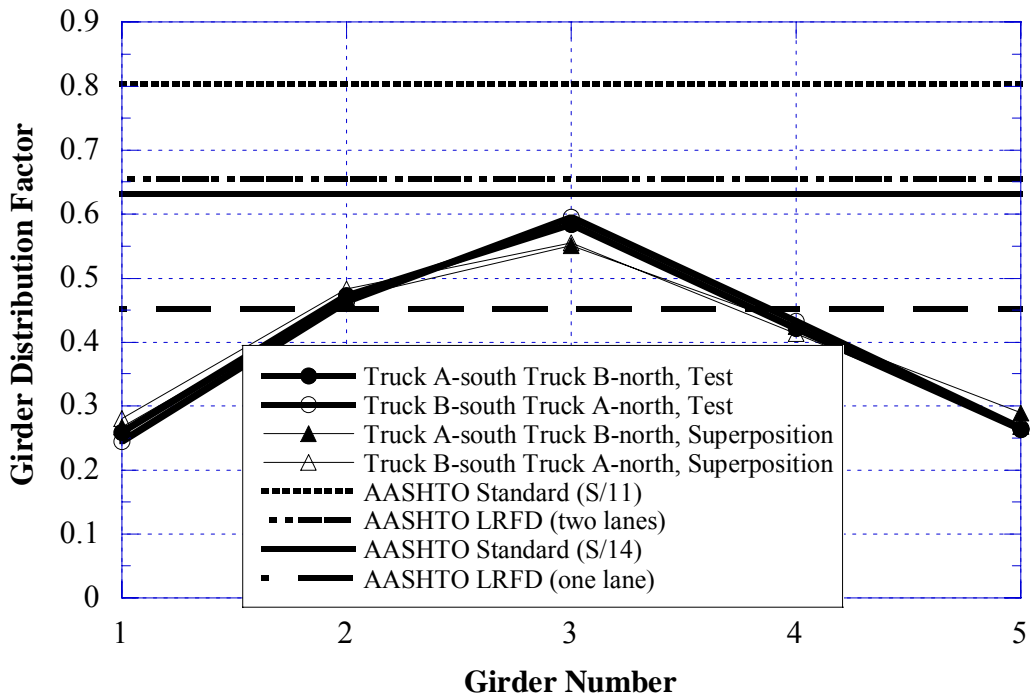 0.9
0.8
0.7
0.6
0.5
0.4
0.3
0.2
0.1
0
Girder Distribution Factor
Truck A-south Truck B-north, Test
Truck B-south Truck A-north, Test
Truck A-south Truck B-north, Superposition
Truck B-south Truck A-north, Superposition
AASHTO Standard (S/11)
AASHTO LRFD (two lanes)
AASHTO Standard (S/14)
AASHTO LRFD (one lane)
1 2 3 4 5
Girder Number